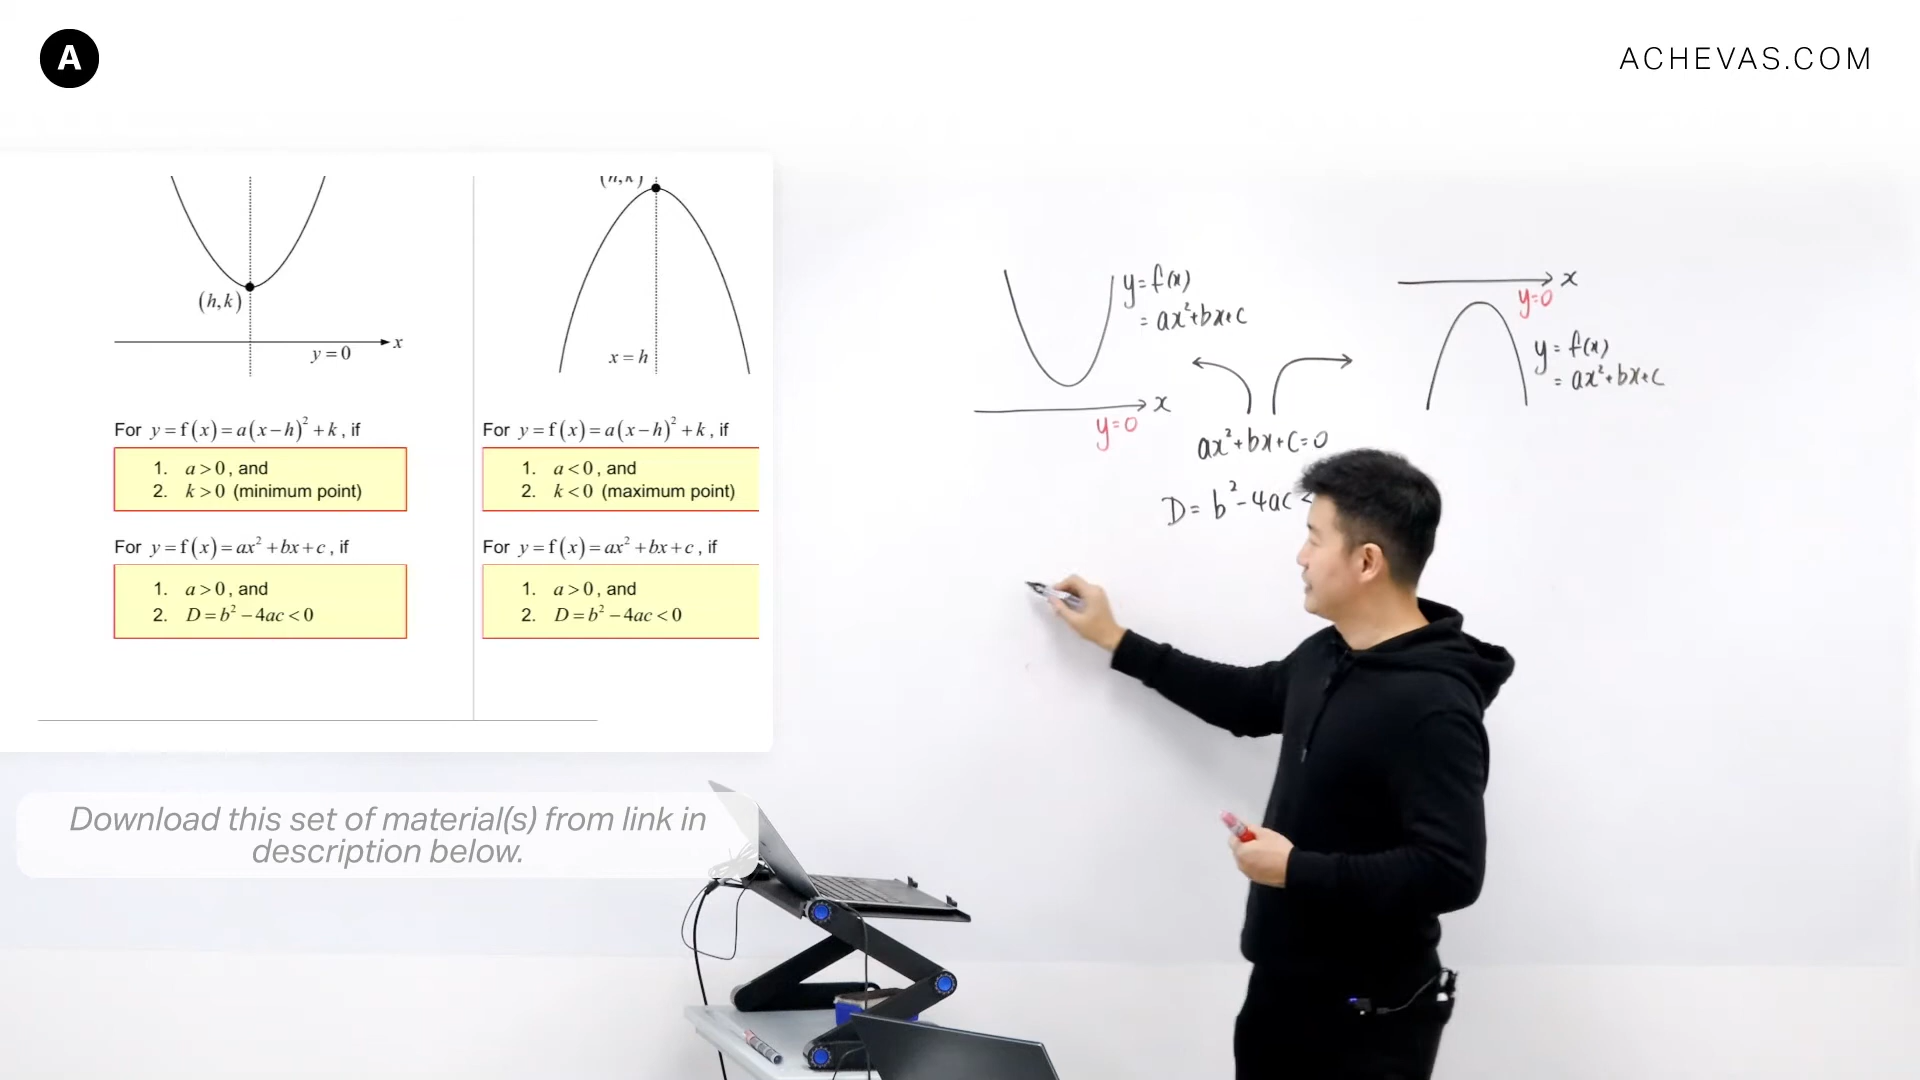 A
ACHEVAS.COM
(h,k)
x
y=0
(h,k)
x=h
For y=f(x)=a(x−h)²+k, if
1. a>0, and
2. k>0 (minimum point)
For y=f(x)=ax²+bx+c, if
1. a>0, and
2. D=b²−4ac<0
For y=f(x)=a(x−h)²+k, if
1. a<0, and
2. k<0 (maximum point)
For y=f(x)=ax²+bx+c, if
1. a>0, and
2. D=b²−4ac<0
Download this set of material(s) from link in
description below.
y=f(x)
= ax²+bx+c
x
y=0
x
y=0
y= f(x)
= ax²+bx+c
ax²+bx+c=0
D= b²-4ac <